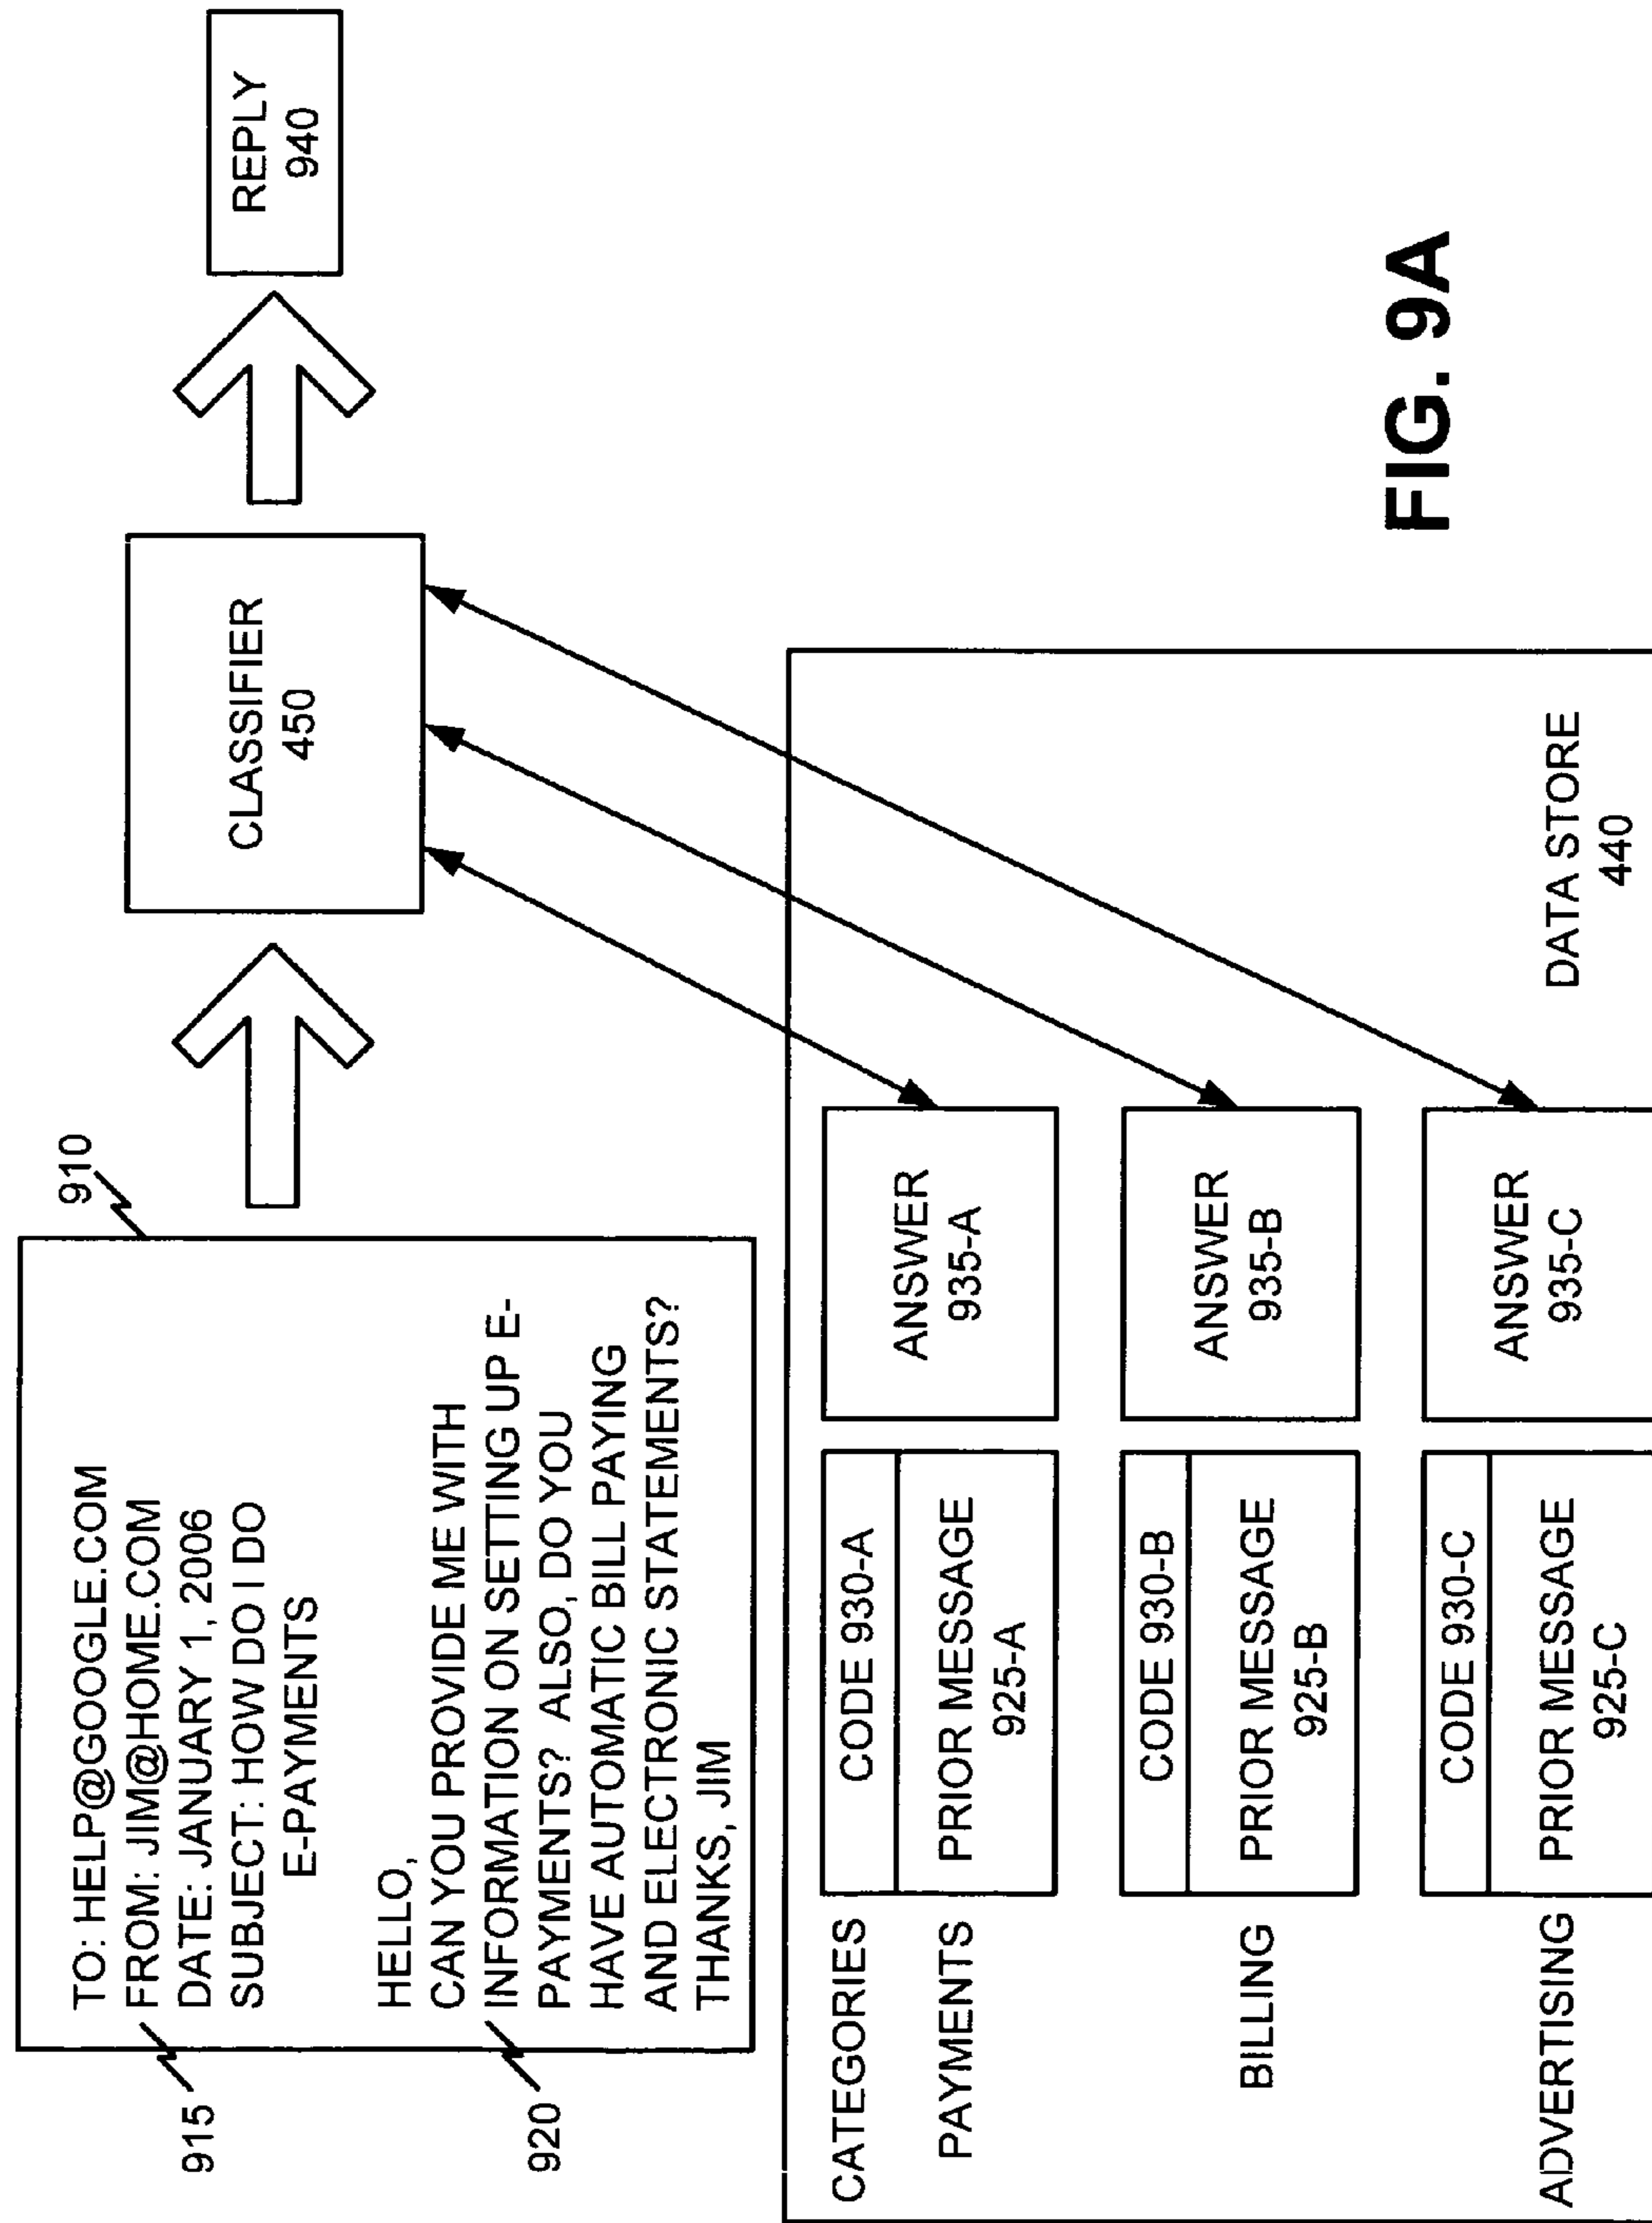 910
TO: HELP@GOOGLE.COM
FROM: JIM@HOME.COM
DATE: JANUARY 1, 2006
SUBJECT: HOW DO I DO
E-PAYMENTS
915
HELLO,
CAN YOU PROVIDE ME WITH
INFORMATION ON SETTING UP E-
PAYMENTS? ALSO, DO YOU
HAVE AUTOMATIC BILL PAYING
AND ELECTRONIC STATEMENTS?
THANKS, JIM
920
CLASSIFIER
450
REPLY
940
CATEGORIES
PAYMENTS
CODE 930-A
PRIOR MESSAGE
925-A
ANSWER
935-A
BILLING
CODE 930-B
PRIOR MESSAGE
925-B
ANSWER
935-B
ADVERTISING
CODE 930-C
PRIOR MESSAGE
925-C
ANSWER
935-C
DATA STORE
440
FIG. 9A